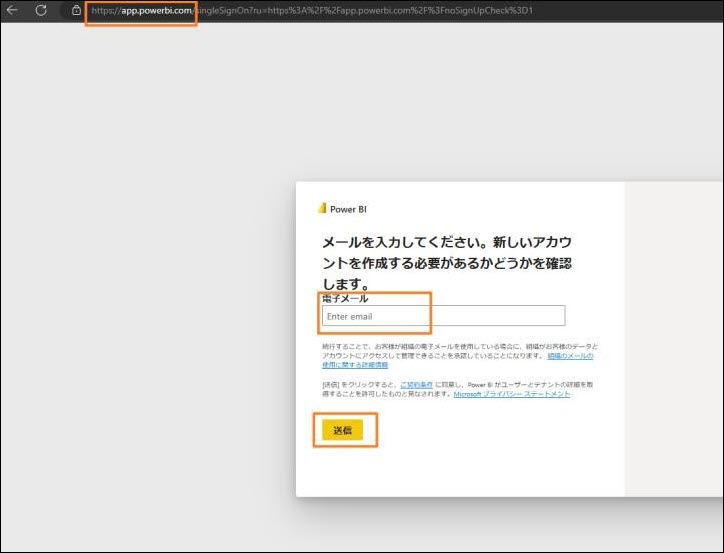 https://app.powerbi.com/singleSignOn?ru=https%3A%2F%2Fapp.powerbi.com%2F%3FnoSignUpCheck%3D1
Power BI
メールを入力してください。新しいアカウ
ントを作成する必要があるかどうかを確認
します。
電子メール
Enter email
続行することで、お客様が組織の電子メールを使用している場合に、組織がお客様のデータと
アカウントにアクセスして管理できることを承認していることになります。 組織のメールの
使用に関する詳細情報
[送信] をクリックすると、ご契約条件 に同意し、Power BI がユーザーとテナントの詳細を取
得することを許可したものと見なされます。Microsoft プライバシー ステートメント
送信